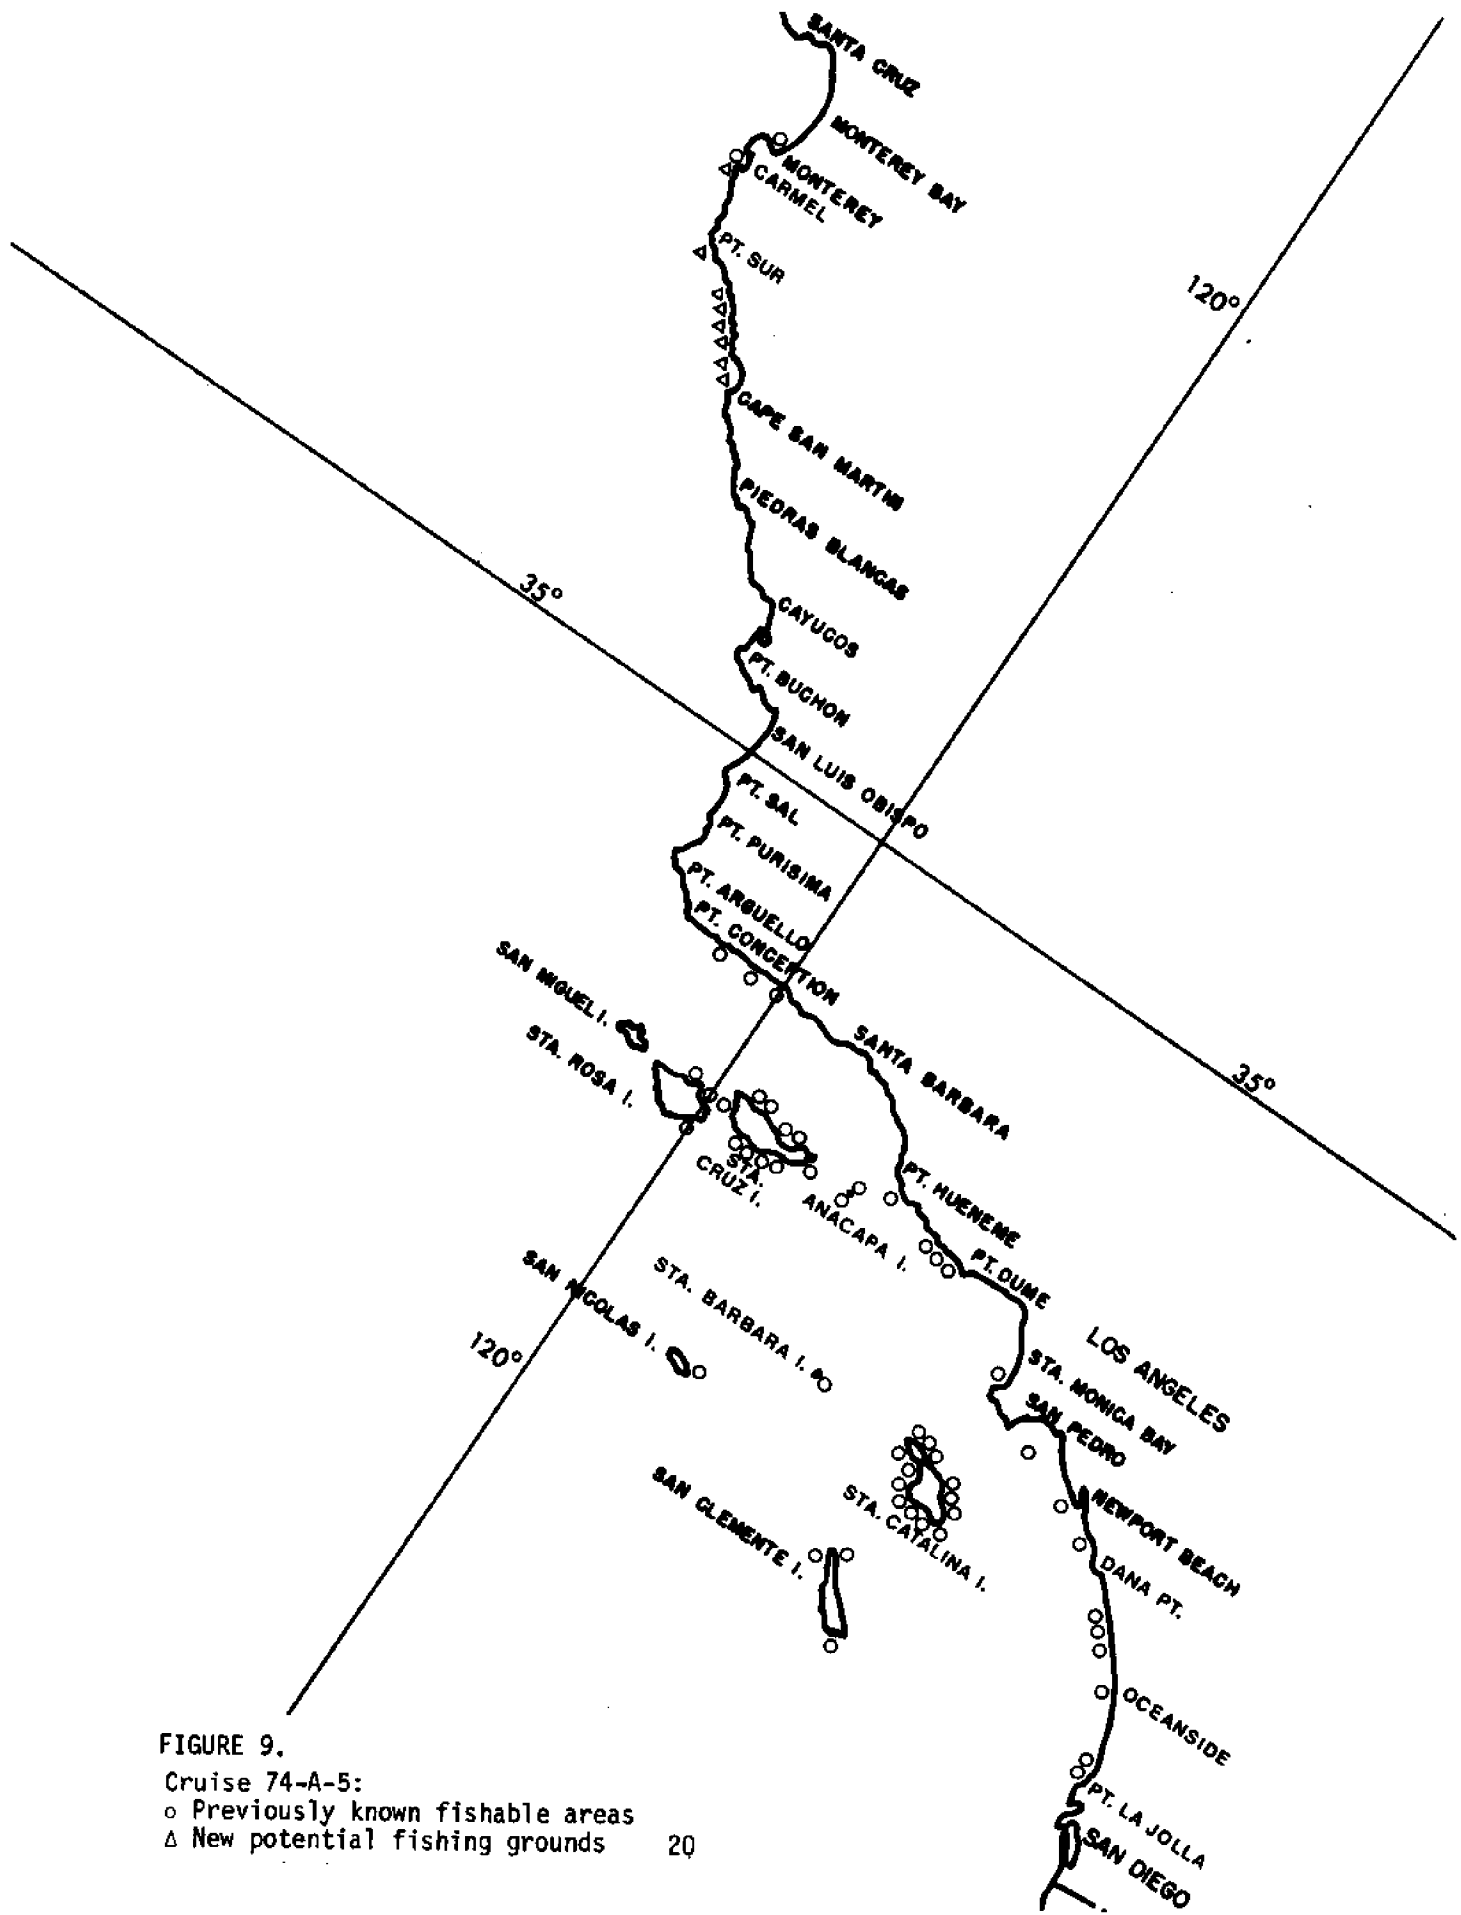 SANTA CRUZ
MONTEREY BAY
MONTEREY
CARMEL
PT. SUR
120°
CAPE SAN MARTIN
PIEDRAS BLANCAS
35°
CAYUCOS
PT. BUCHON
SAN LUIS OBISPO
PT. SAL
PT. PURISIMA
PT. ARGUELLO
PT. CONCEPTION
SAN MIGUEL I.
STA. ROSA I.
SANTA BARBARA
35°
STA.
CRUZ I.
ANACAPA I.
PT. HUENEME
PT. DUME
SAN NICOLAS I.
STA. BARBARA I.
120°
LOS ANGELES
STA. MONICA BAY
SAN PEDRO
SAN CLEMENTE I.
STA. CATALINA I.
NEWPORT BEACH
DANA PT.
OCEANSIDE
PT. LA JOLLA
SAN DIEGO
FIGURE 9.
Cruise 74-A-5:
o Previously known fishable areas
Δ New potential fishing grounds
20